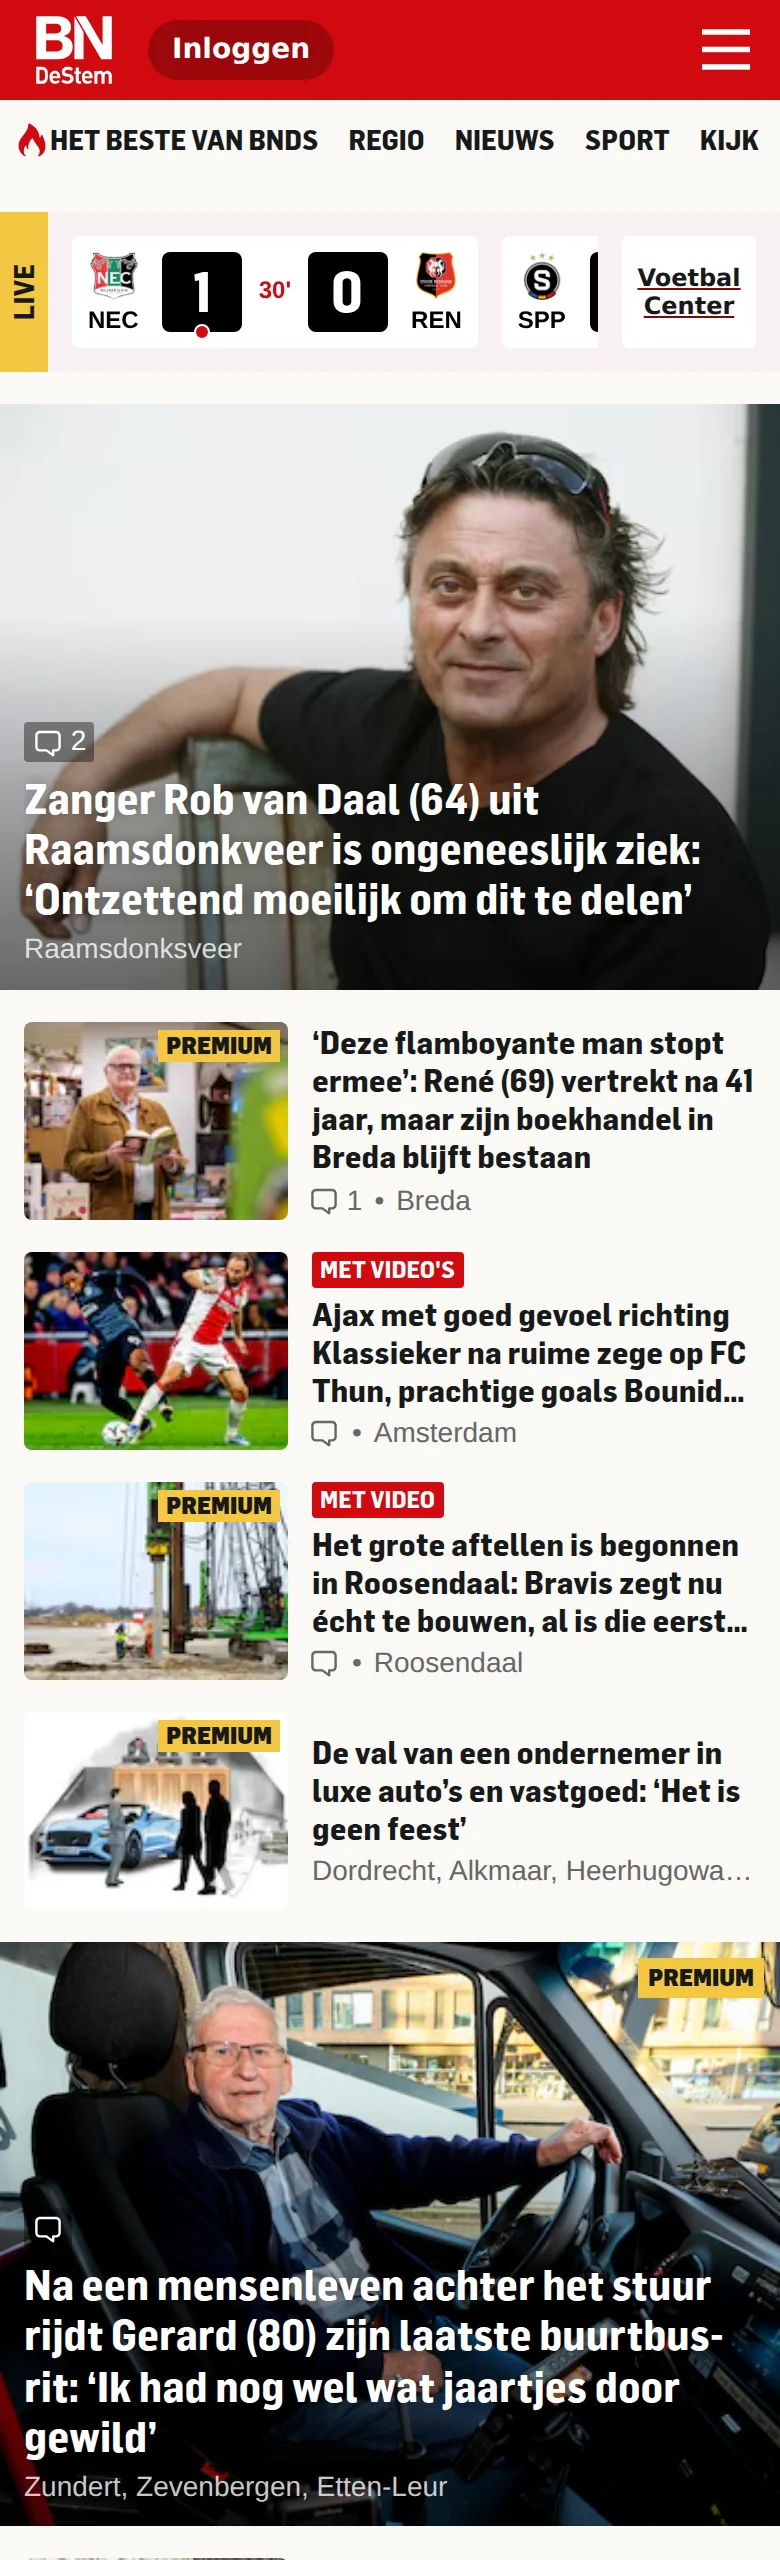 BN
DeStem
Inloggen
HET BESTE VAN BNDS REGIO NIEUWS SPORT KIJK
LIVE
NEC
NEC 1 30' 0 REN
S
SPP
Voetbal
Center
2
Zanger Rob van Daal (64) uit
Raamsdonkveer is ongeneeslijk ziek:
‘Ontzettend moeilijk om dit te delen’
Raamsdonksveer
PREMIUM
‘Deze flamboyante man stopt
ermee’: René (69) vertrekt na 41
jaar, maar zijn boekhandel in
Breda blijft bestaan
1 • Breda
MET VIDEO'S
Ajax met goed gevoel richting
Klassieker na ruime zege op FC
Thun, prachtige goals Bounid...
• Amsterdam
PREMIUM
MET VIDEO
Het grote aftellen is begonnen
in Roosendaal: Bravis zegt nu
écht te bouwen, al is die eerst...
• Roosendaal
PREMIUM
De val van een ondernemer in
luxe auto’s en vastgoed: ‘Het is
geen feest’
Dordrecht, Alkmaar, Heerhugowa...
PREMIUM
Na een mensenleven achter het stuur
rijdt Gerard (80) zijn laatste buurtbus-
rit: ‘Ik had nog wel wat jaartjes door
gewild’
Zundert, Zevenbergen, Etten-Leur